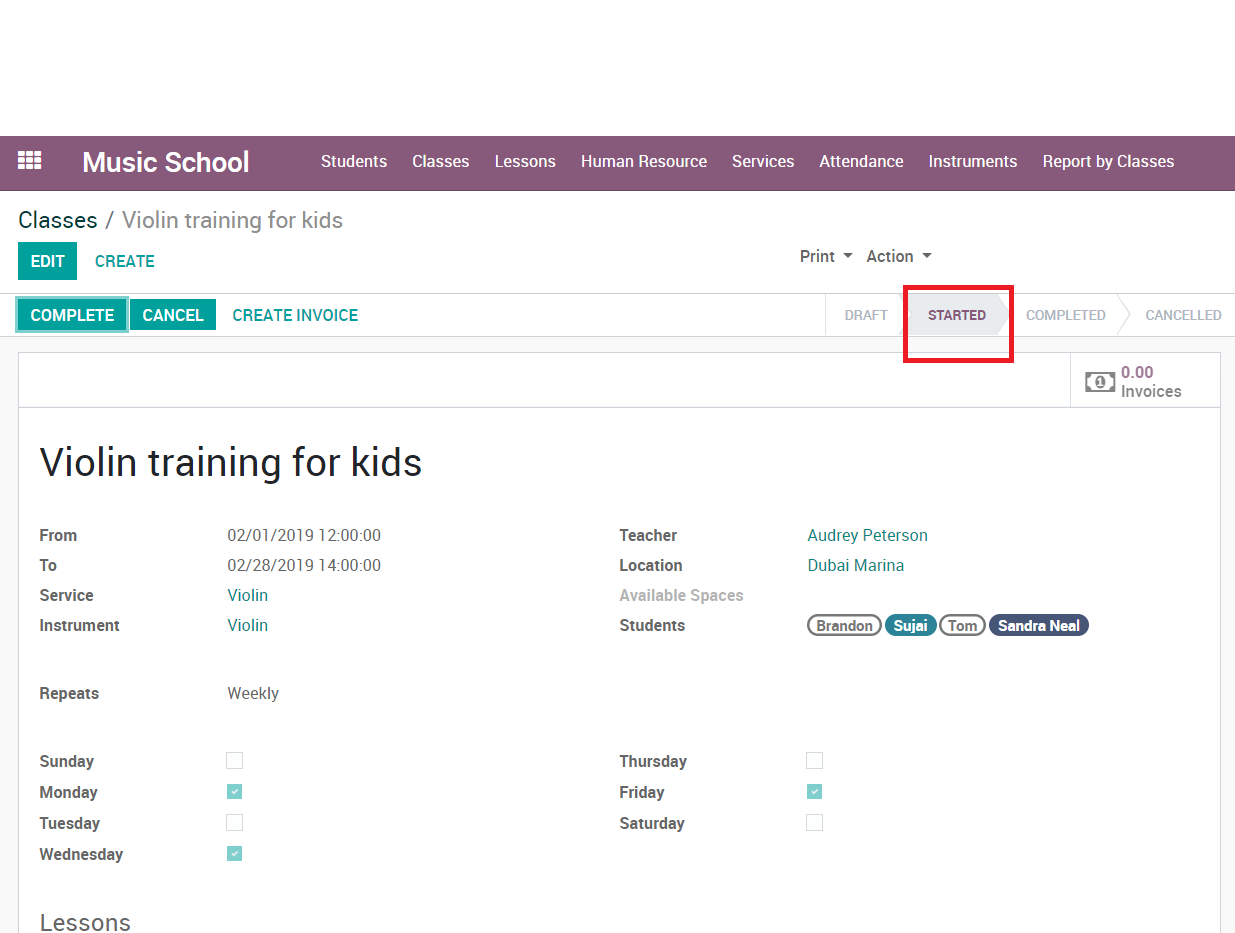 Music School Students Classes Lessons Human Resource Services Attendance Instruments Report by Classes
Classes / Violin training for kids
EDIT CREATE Print Action
COMPLETE CANCEL CREATE INVOICE DRAFT STARTED COMPLETED CANCELLED
1 0.00
Invoices
Violin training for kids
From 02/01/2019 12:00:00 Teacher Audrey Peterson
To 02/28/2019 14:00:00 Location Dubai Marina
Service Violin Available Spaces
Instrument Violin Students Brandon Sujai Tom Sandra Neal
Repeats Weekly
Sunday Thursday
Monday Friday
Tuesday Saturday
Wednesday
Lessons